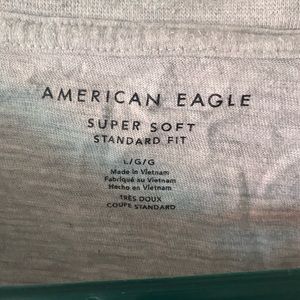 AMERICAN EAGLE
SUPER SOFT
STANDARD FIT
L/G/G
Made in Vietnam
Fabriqué au Vietnam
Hecho en Vietnam
TRÈS DOUX
COUPE STANDARD